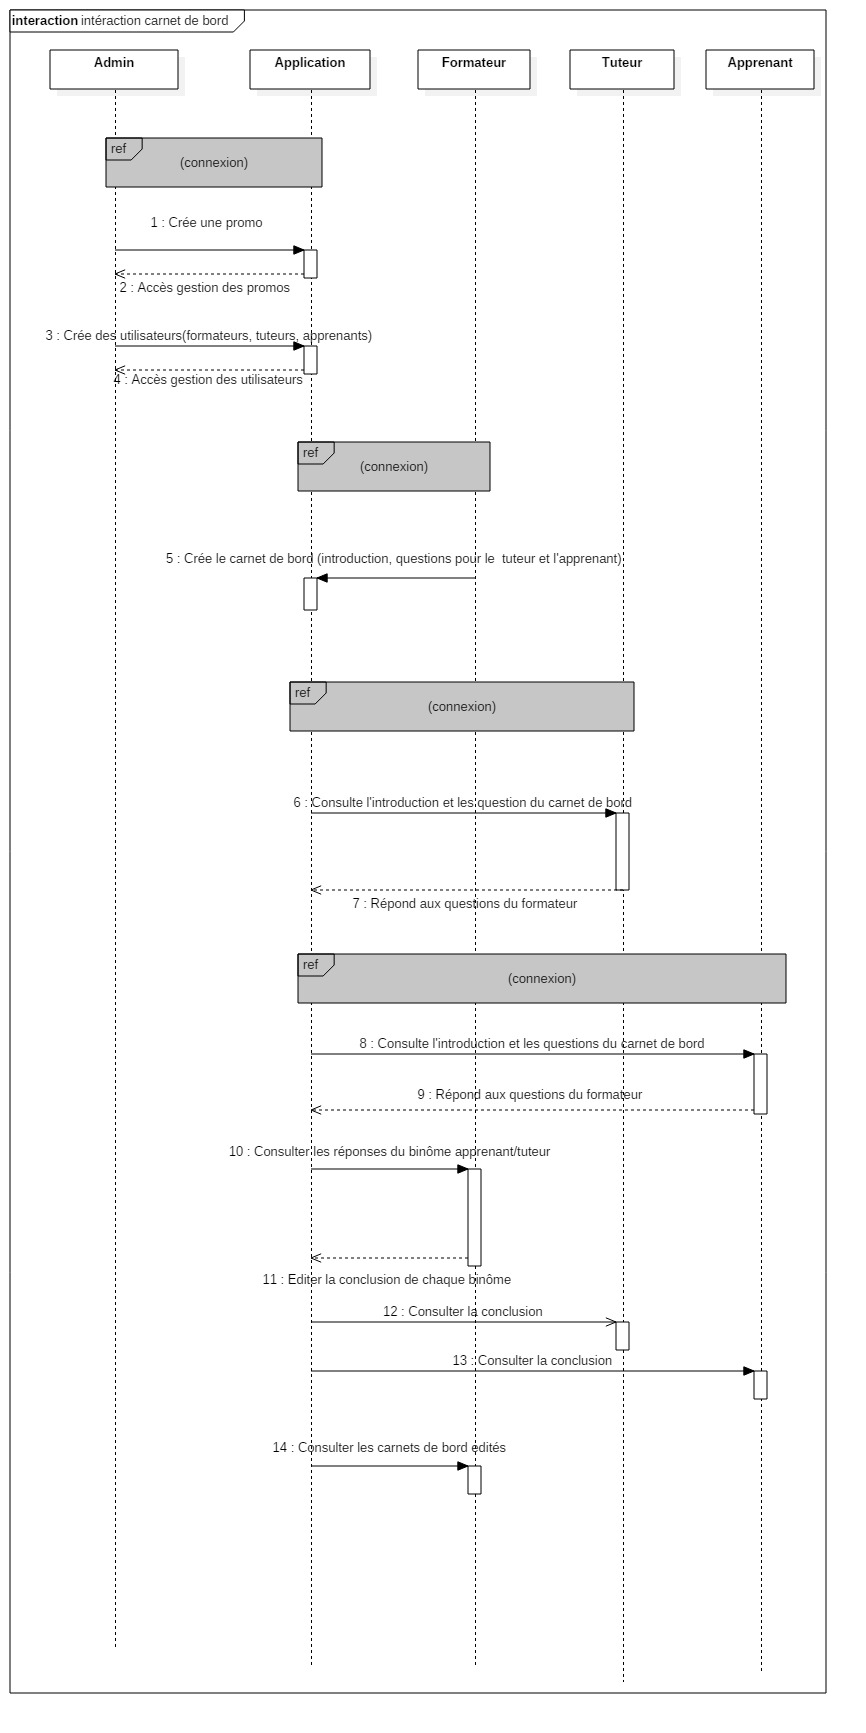 interaction intéraction carnet de bord
Admin
Application
Formateur
Tuteur
Apprenant
ref
(connexion)
1 : Crée une promo
2 : Accès gestion des promos
3 : Crée des utilisateurs(formateurs, tuteurs, apprenants)
4 : Accès gestion des utilisateurs
ref
(connexion)
5 : Crée le carnet de bord (introduction, questions pour le  tuteur et l'apprenant)
ref
(connexion)
6 : Consulte l'introduction et les question du carnet de bord
7 : Répond aux questions du formateur
ref
(connexion)
8 : Consulte l'introduction et les questions du carnet de bord
9 : Répond aux questions du formateur
10 : Consulter les réponses du binôme apprenant/tuteur
11 : Editer la conclusion de chaque binôme
12 : Consulter la conclusion
13 : Consulter la conclusion
14 : Consulter les carnets de bord edités